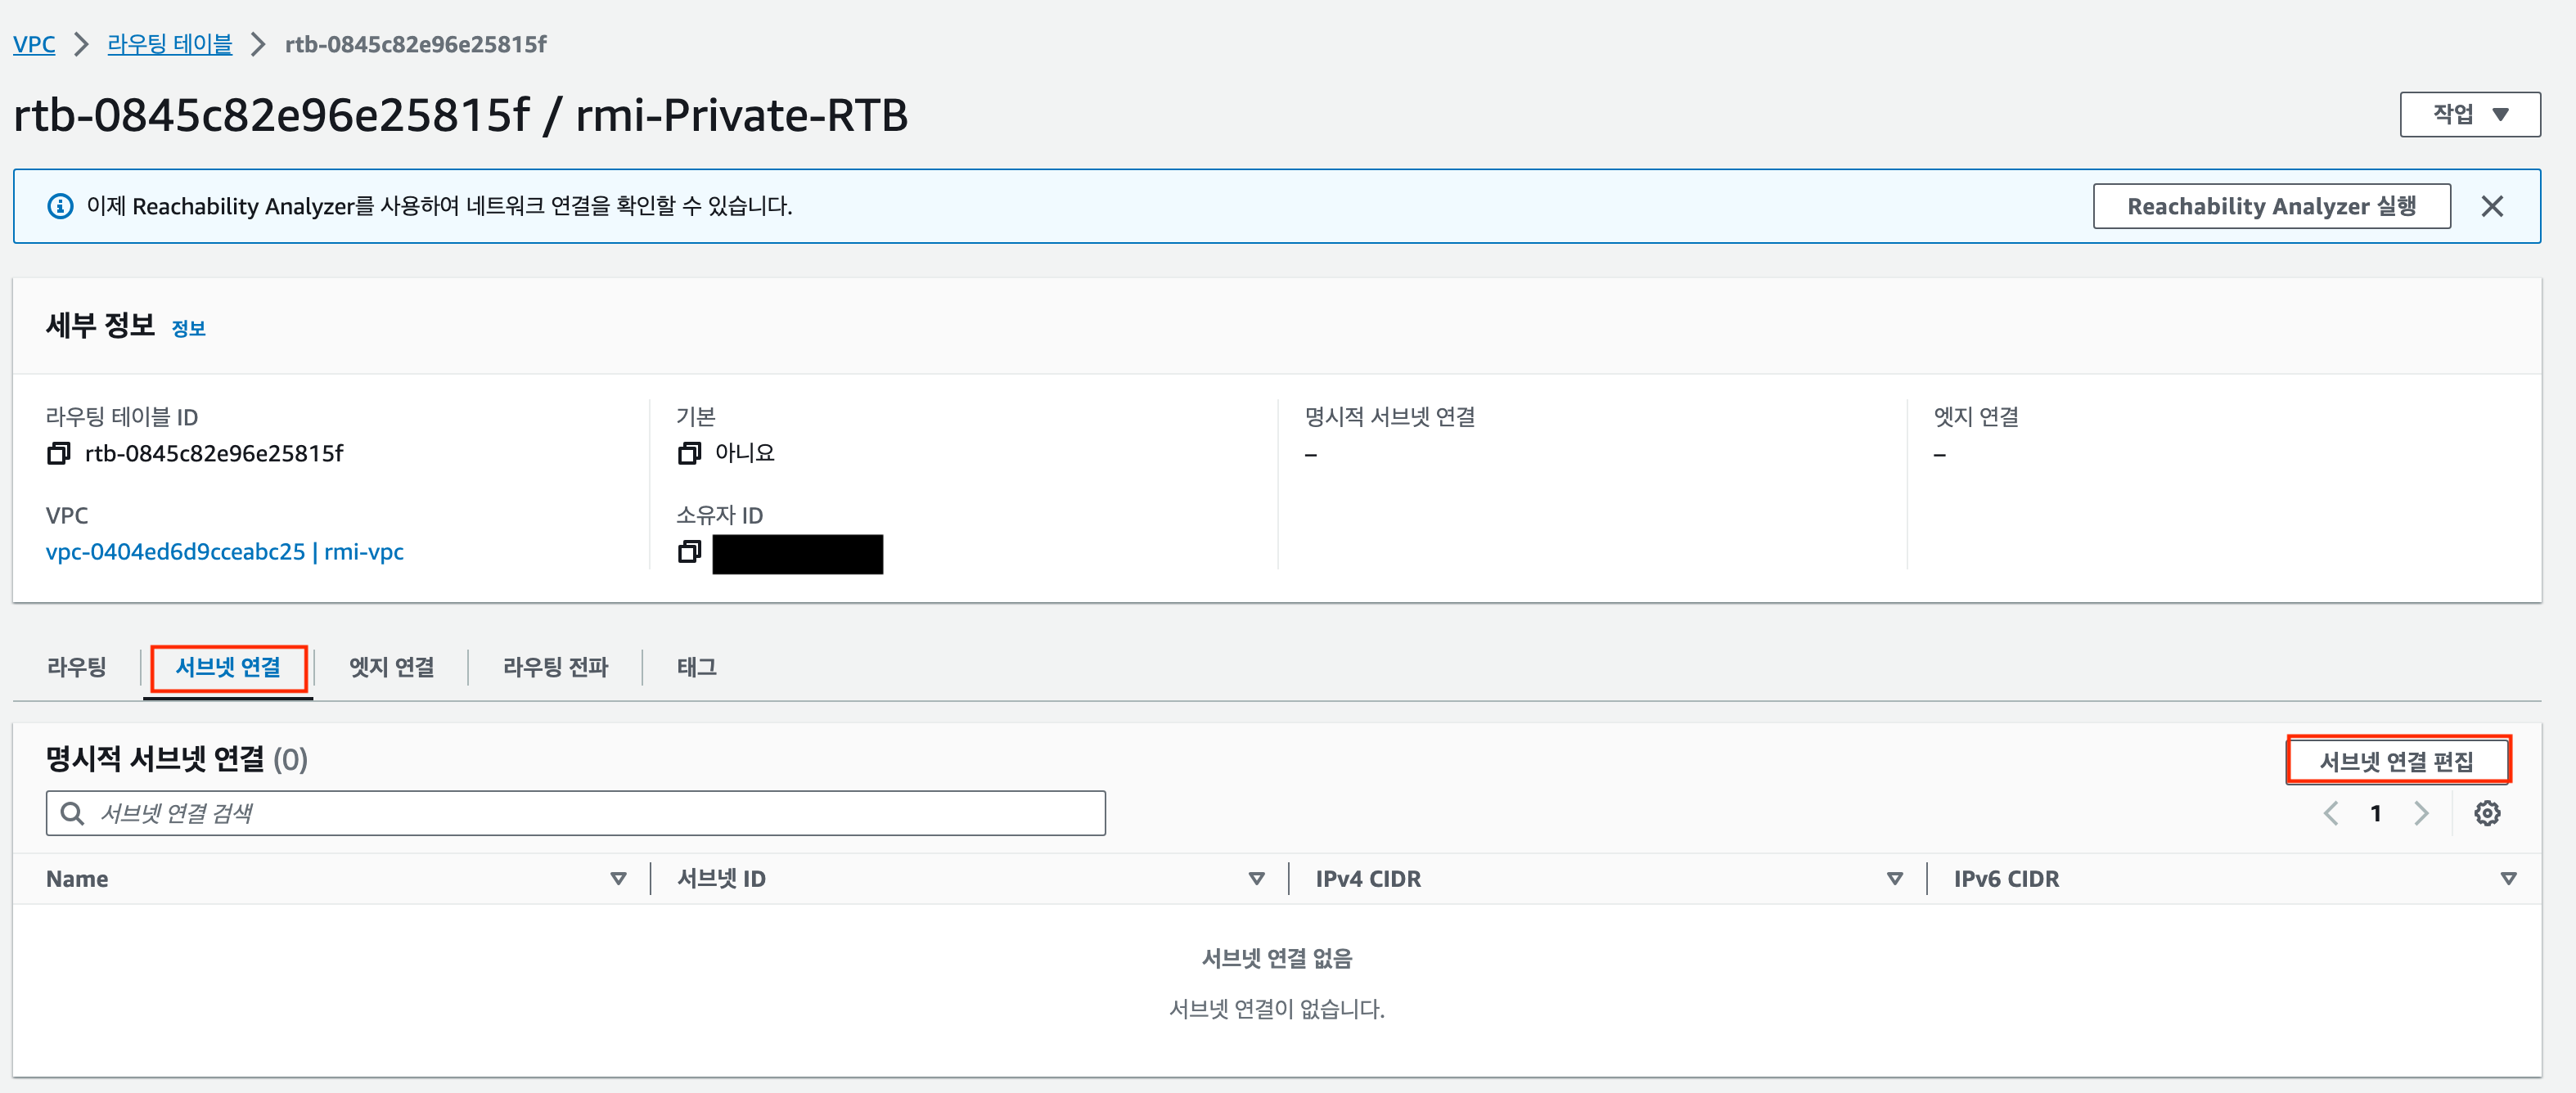 VPC > 라우팅 테이블 > rtb-0845c82e96e25815f
rtb-0845c82e96e25815f / rmi-Private-RTB
작업
이제 Reachability Analyzer를 사용하여 네트워크 연결을 확인할 수 있습니다.
Reachability Analyzer 실행
세부 정보 정보
라우팅 테이블 ID
rtb-0845c82e96e25815f
기본
아니요
명시적 서브넷 연결
–
엣지 연결
–
VPC
vpc-0404ed6d9cceabc25 | rmi-vpc
소유자 ID
라우팅
서브넷 연결
엣지 연결
라우팅 전파
태그
명시적 서브넷 연결 (0)
서브넷 연결 편집
서브넷 연결 검색
1
Name
서브넷 ID
IPv4 CIDR
IPv6 CIDR
서브넷 연결 없음
서브넷 연결이 없습니다.